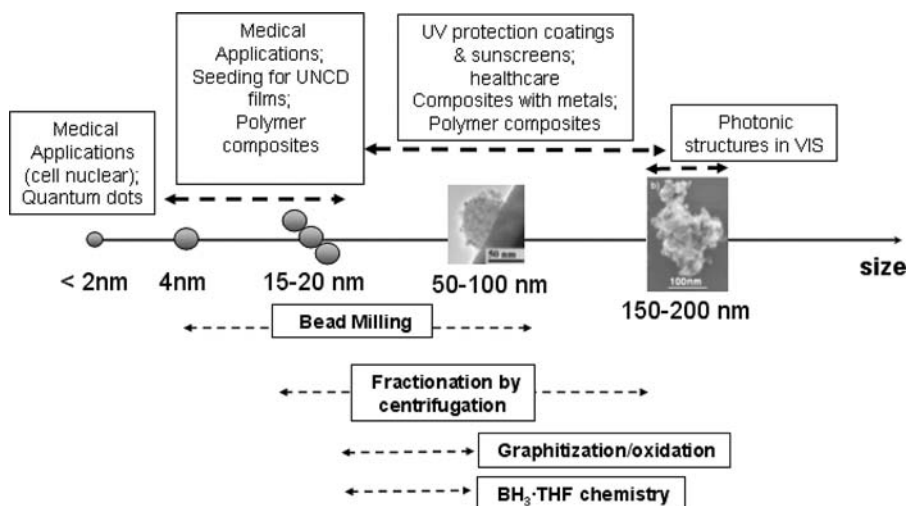 Medical
Applications;
Seeding for UNCD
films;
Polymer
composites
UV protection coatings
& sunscreens;
healthcare
Composites with metals;
Polymer composites
Medical
Applications
(cell nuclear);
Quantum dots
Photonic
structures in VIS
50 nm
b)
100nm
< 2nm
4nm
15-20 nm
50-100 nm
150-200 nm
size
Bead Milling
Fractionation by
centrifugation
Graphitization/oxidation
BH₃·THF chemistry